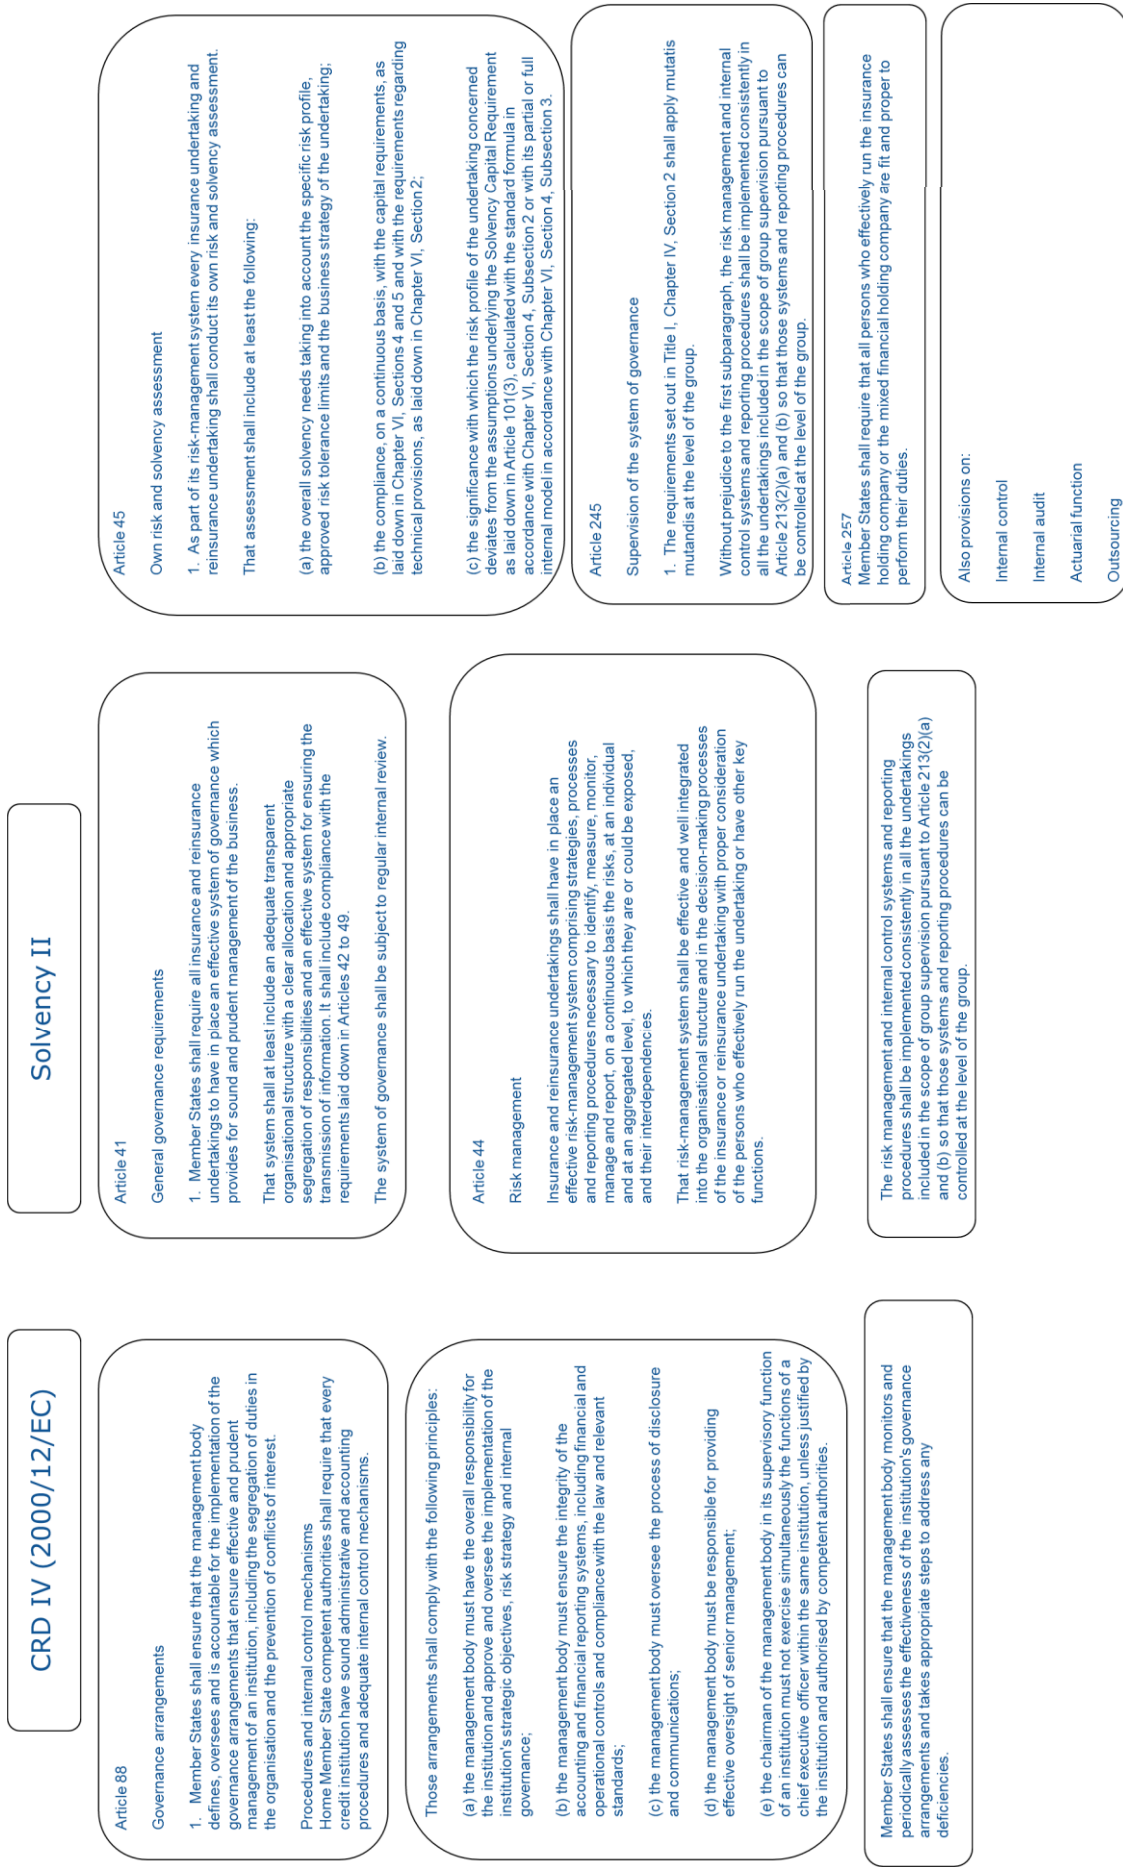 CRD IV (2000/12/EC)
Article 88
Governance arrangements
1. Member States shall ensure that the management body
defines, oversees and is accountable for the implementation of the
governance arrangements that ensure effective and prudent
management of an institution, including the segregation of duties in
the organisation and the prevention of conflicts of interest.
Procedures and internal control mechanisms
Home Member State competent authorities shall require that every
credit institution have sound administrative and accounting
procedures and adequate internal control mechanisms.
Those arrangements shall comply with the following principles:
(a) the management body must have the overall responsibility for
the institution and approve and oversee the implementation of the
institution's strategic objectives, risk strategy and internal
governance;
(b) the management body must ensure the integrity of the
accounting and financial reporting systems, including financial and
operational controls and compliance with the law and relevant
standards;
(c) the management body must oversee the process of disclosure
and communications;
(d) the management body must be responsible for providing
effective oversight of senior management;
(e) the chairman of the management body in its supervisory function
of an institution must not exercise simultaneously the functions of a
chief executive officer within the same institution, unless justified by
the institution and authorised by competent authorities.
Member States shall ensure that the management body monitors and
periodically assesses the effectiveness of the institution's governance
arrangements and takes appropriate steps to address any
deficiencies.
Solvency II
Article 41
General governance requirements
1. Member States shall require all insurance and reinsurance
undertakings to have in place an effective system of governance which
provides for sound and prudent management of the business.
That system shall at least include an adequate transparent
organisational structure with a clear allocation and appropriate
segregation of responsibilities and an effective system for ensuring the
transmission of information. It shall include compliance with the
requirements laid down in Articles 42 to 49.
The system of governance shall be subject to regular internal review.
Article 44
Risk management
Insurance and reinsurance undertakings shall have in place an
effective risk-management system comprising strategies, processes
and reporting procedures necessary to identify, measure, monitor,
manage and report, on a continuous basis the risks, at an individual
and at an aggregated level, to which they are or could be exposed,
and their interdependencies.
That risk-management system shall be effective and well integrated
into the organisational structure and in the decision-making processes
of the insurance or reinsurance undertaking with proper consideration
of the persons who effectively run the undertaking or have other key
functions.
The risk management and internal control systems and reporting
procedures shall be implemented consistently in all the undertakings
included in the scope of group supervision pursuant to Article 213(2)(a)
and (b) so that those systems and reporting procedures can be
controlled at the level of the group.
Article 45
Own risk and solvency assessment
1. As part of its risk-management system every insurance undertaking and
reinsurance undertaking shall conduct its own risk and solvency assessment.
That assessment shall include at least the following:
(a) the overall solvency needs taking into account the specific risk profile,
approved risk tolerance limits and the business strategy of the undertaking;
(b) the compliance, on a continuous basis, with the capital requirements, as
laid down in Chapter VI, Sections 4 and 5 and with the requirements regarding
technical provisions, as laid down in Chapter VI, Section 2;
(c) the significance with which the risk profile of the undertaking concerned
deviates from the assumptions underlying the Solvency Capital Requirement
as laid down in Article 101(3), calculated with the standard formula in
accordance with Chapter VI, Section 4, Subsection 2 or with its partial or full
internal model in accordance with Chapter VI, Section 4, Subsection 3.
Article 245
Supervision of the system of governance
1. The requirements set out in Title I, Chapter IV, Section 2 shall apply mutatis
mutandis at the level of the group.
Without prejudice to the first subparagraph, the risk management and internal
control systems and reporting procedures shall be implemented consistently in
all the undertakings included in the scope of group supervision pursuant to
Article 213(2)(a) and (b) so that those systems and reporting procedures can
be controlled at the level of the group.
Article 257
Member States shall require that all persons who effectively run the insurance
holding company or the mixed financial holding company are fit and proper to
perform their duties.
Also provisions on:
Internal control
Internal audit
Actuarial function
Outsourcing